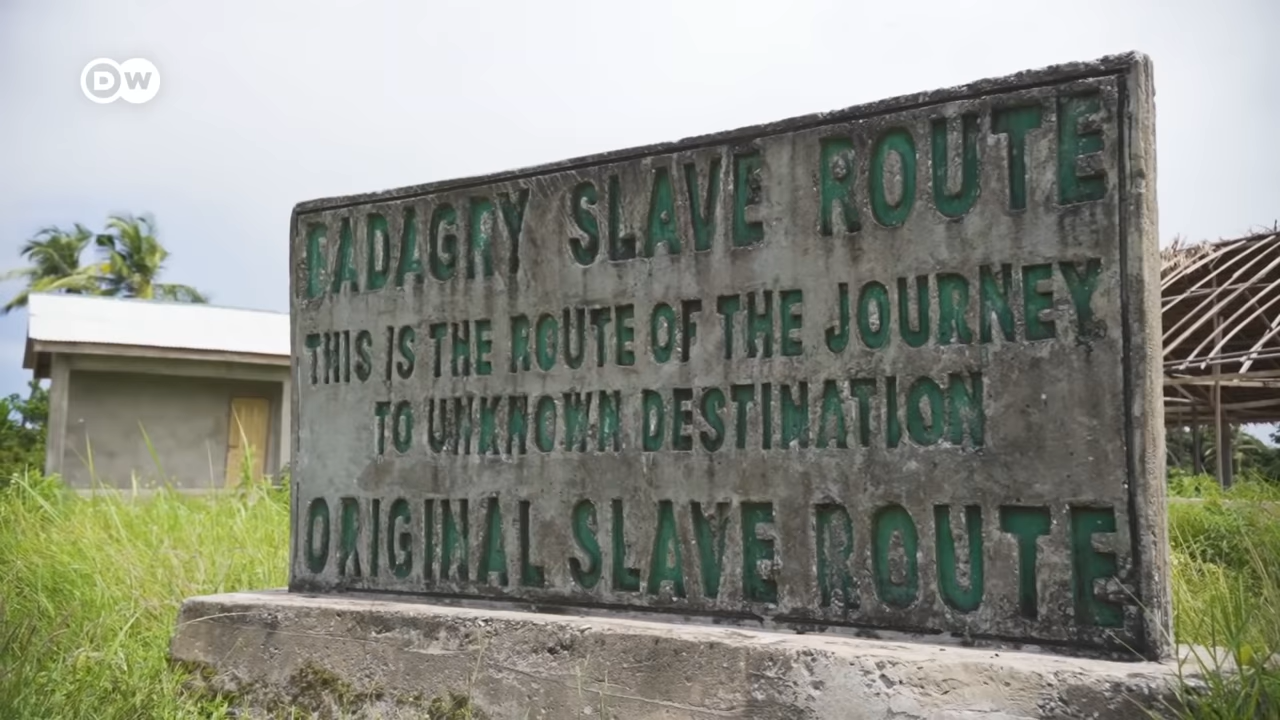 DW
BADAGRY SLAVE ROUTE
THIS IS THE ROUTE OF THE JOURNEY
TO UNKNOWN DESTINATION
ORIGINAL SLAVE ROUTE